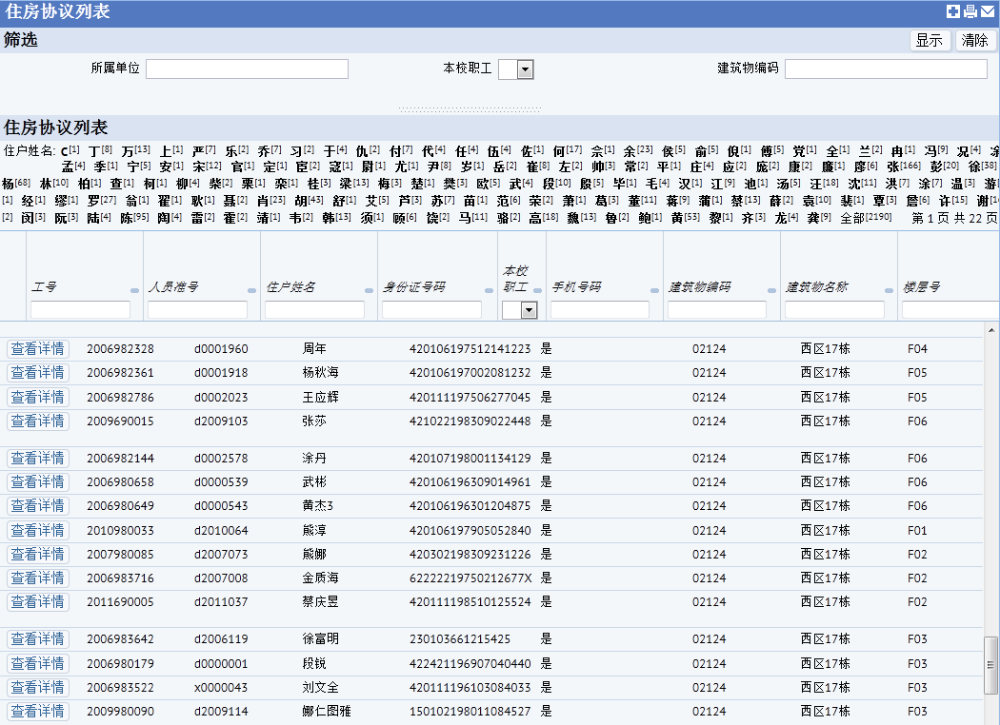 住房协议列表
筛选 显示 清除
所属单位 本校职工 建筑物编码
住房协议列表
住户姓名: C[1] 丁[8] 万[13] 上[1] 严[7] 乐[2] 乔[7] 习[2] 于[4] 仇[2] 付[7] 代[4] 任[4] 伍[4] 佐[1] 何[17] 余[23] 侯[5] 俞[5] 傅[5] 党[1] 全[1] 兰[2] 冉[1] 冯[9] 况[4]
孟[4] 季[1] 宁[5] 安[1] 宋[12] 官[1] 定[1] 宦[2] 寇[1] 尉[1] 尤[1] 尹[8] 岁[1] 岳[2] 崔[8] 左[2] 帅[3] 常[2] 平[1] 庄[4] 应[2] 庞[2] 康[2] 廉[1] 廖[6] 张[166] 彭[20] 徐[38]
杨[68] 林[10] 柏[1] 查[1] 柯[1] 柳[4] 柴[2] 栗[1] 栾[1] 桂[3] 梁[13] 梅[3] 楚[1] 樊[3] 欧[5] 武[4] 段[10] 殷[5] 毕[1] 毛[4] 汉[1] 江[9] 池[1] 汤[5] 汪[18] 沈[11] 洪[7] 涂[7] 温[3] 游
[1] 经[1] 缪[1] 罗[27] 翁[1] 翟[1] 耿[1] 聂[2] 肖[23] 胡[43] 舒[1] 艾[5] 芦[3] 苏[7] 苗[1] 范[6] 荣[2] 萧[1] 葛[3] 董[11] 蒋[9] 蒲[1] 蔡[13] 薛[2] 袁[10] 裴[1] 覃[3] 詹[6] 许[15] 谢
[2] 闵[3] 阮[3] 陆[4] 陈[95] 陶[4] 雷[2] 霍[2] 靖[1] 韦[2] 韩[13] 须[1] 顾[6] 饶[2] 马[11] 骆[2] 高[18] 魏[13] 鲁[2] 鲍[1] 黄[53] 黎[1] 齐[3] 龙[4] 龚[9] 全部[2190] 第 1 页 共 22 页
工号 人员准号 住户姓名 身份证号码 本校职工 手机号码 建筑物编码 建筑物名称 楼层号
查看详情 2006982328 d0001960 周年 420106197512141223 是 02124 西区17栋 F04
查看详情 2006982361 d0001918 杨秋海 420106197002081232 是 02124 西区17栋 F05
查看详情 2006982786 d0002023 王应辉 420111197506277045 是 02124 西区17栋 F05
查看详情 2009690015 d2009103 张莎 421022198309022448 是 02124 西区17栋 F06
查看详情 2006982144 d0002578 涂丹 420107198001134129 是 02124 西区17栋 F06
查看详情 2006980658 d0000539 武彬 420106196309014961 是 02124 西区17栋 F06
查看详情 2006980649 d0000543 黄杰3 420106196301204875 是 02124 西区17栋 F06
查看详情 2010980033 d2010064 熊淳 420106197905052840 是 02124 西区17栋 F01
查看详情 2007980085 d2007073 熊娜 420302198309231226 是 02124 西区17栋 F02
查看详情 2006983716 d2007008 金质海 62222219750212677X 是 02124 西区17栋 F02
查看详情 2011690005 d2011037 蔡庆昱 420111198510125524 是 02124 西区17栋 F02
查看详情 2006983642 d2006119 徐富明 230103661215425 是 02124 西区17栋 F03
查看详情 2006980179 d0000001 段锐 422421196907040440 是 02124 西区17栋 F03
查看详情 2006983522 x0000043 刘文全 420111196103084033 是 02124 西区17栋 F03
查看详情 2009980090 d2009114 娜仁图雅 150102198011084527 是 02124 西区17栋 F03